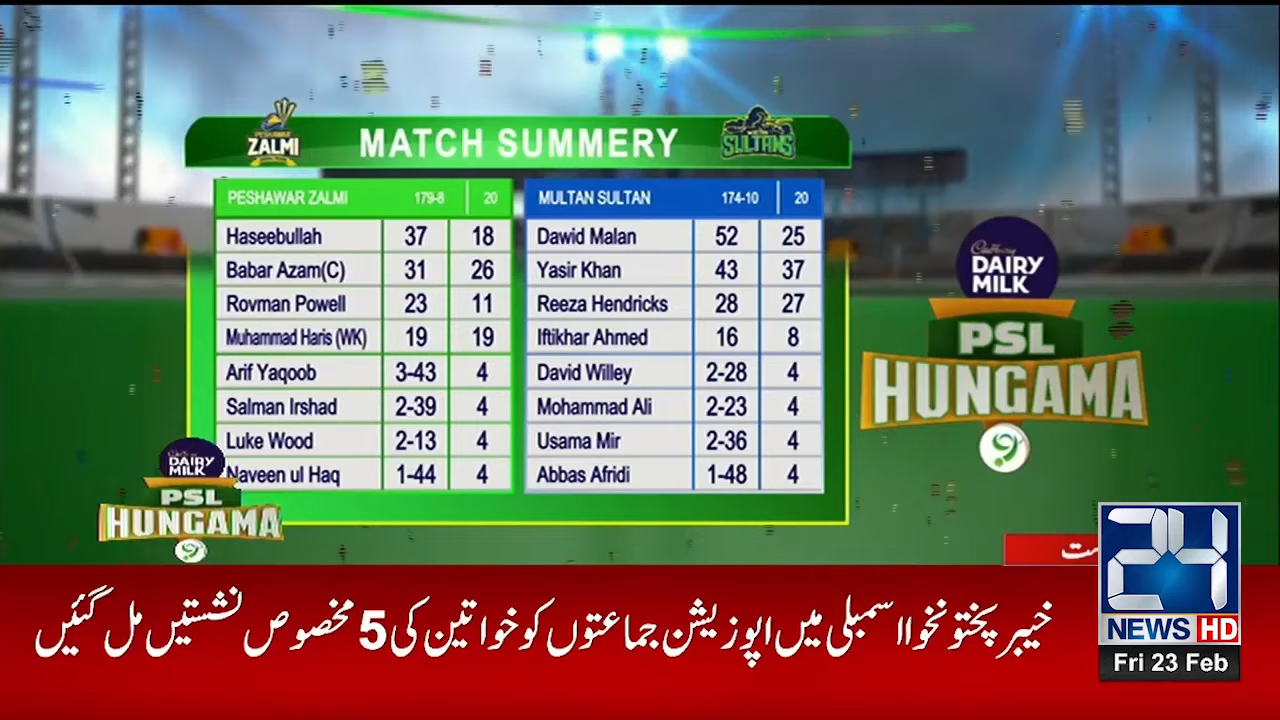 PESHAWAR
ZALMI
MATCH SUMMERY
SULTANS
PESHAWAR ZALMI 179-8 20
Haseebullah 37 18
Babar Azam(C) 31 26
Rovman Powell 23 11
Muhammad Haris (WK) 19 19
Arif Yaqoob 3-43 4
Salman Irshad 2-39 4
Luke Wood 2-13 4
Naveen ul Haq 1-44 4
MULTAN SULTAN 174-10 20
Dawid Malan 52 25
Yasir Khan 43 37
Reeza Hendricks 28 27
Iftikhar Ahmed 16 8
David Willey 2-28 4
Mohammad Ali 2-23 4
Usama Mir 2-36 4
Abbas Afridi 1-48 4
Cadbury
DAIRY
MILK
PSL
HUNGAMA
9
DAIRY
MILK
PSL
HUNGAMA
9
خیبر پختونخوا اسمبلی میں اپوزیشن جماعتوں کو خواتین کی 5 مخصوص نشستیں مل گئیں
24
NEWS HD
Fri 23 Feb